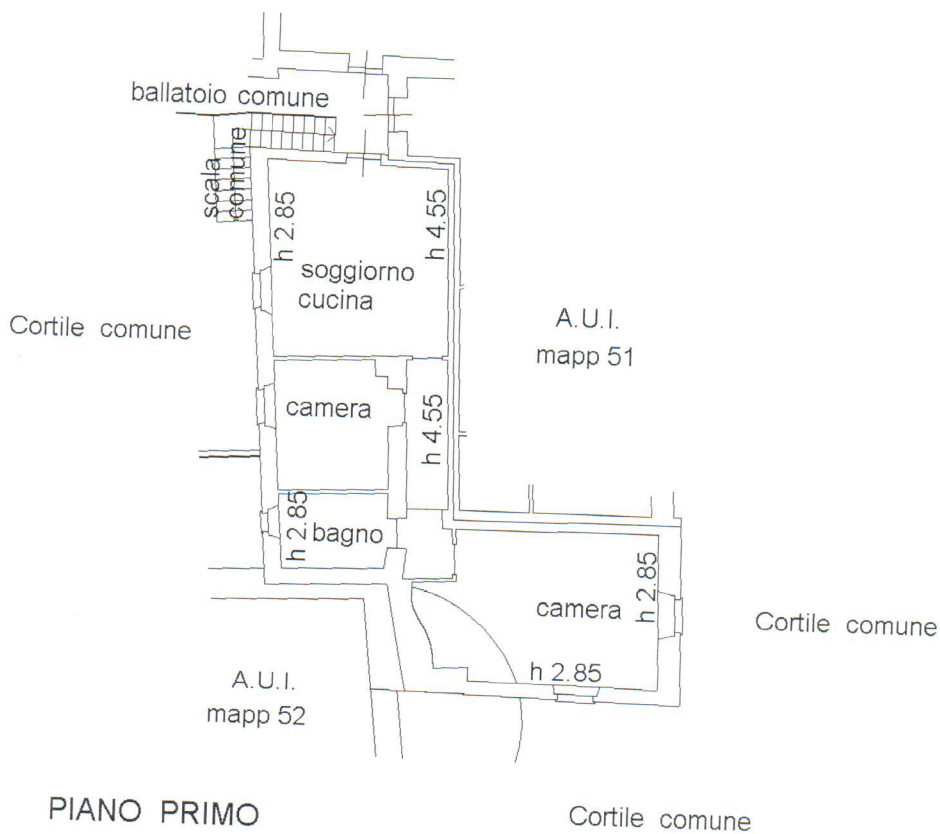 ballatoio comune
scala
comune
h 2.85
h 4.55
soggiorno
cucina
Cortile comune
A.U.I.
mapp 51
camera
h 4.55
h 2.85
bagno
camera
h 2.85
h 2.85
Cortile comune
A.U.I.
mapp 52
PIANO PRIMO
Cortile comune